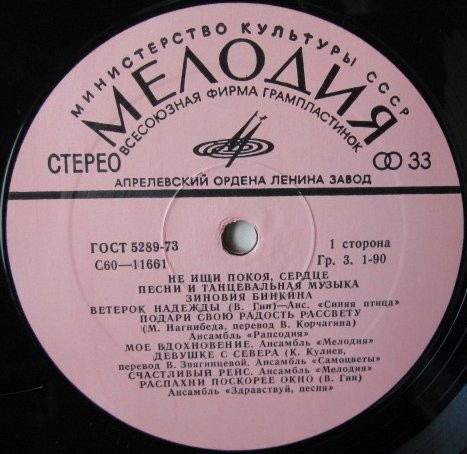 МИНИСТЕРСТВО КУЛЬТУРЫ СССР
МЕЛОДИЯ
ВСЕСОЮЗНАЯ ФИРМА ГРАМПЛАСТИНОК
СТЕРЕО 33
АПРЕЛЕВСКИЙ ОРДЕНА ЛЕНИНА ЗАВОД
ГОСТ 5289-73 1 сторона
С60—11661 Гр. 3. 1-90
НЕ ИЩИ ПОКОЯ, СЕРДЦЕ
ПЕСНИ И ТАНЦЕВАЛЬНАЯ МУЗЫКА
ЗИНОВИЯ БИНКИНА
ВЕТЕРОК НАДЕЖДЫ (В. Гин)—Анс. «Синяя птица»
ПОДАРИ СВОЮ РАДОСТЬ РАССВЕТУ
(М. Нагнибеда, перевод В. Корчагина)
Ансамбль «Рапсодия»
МОЕ ВДОХНОВЕНИЕ. Ансамбль «Мелодия»
ДЕВУШКЕ С СЕВЕРА (К. Кулиев,
перевод В. Звягинцевой. Ансамбль «Самоцветы»
СЧАСТЛИВЫЙ РЕЙС. Ансамбль «Мелодия»
РАСПАХНИ ПОСКОРЕЕ ОКНО (В. Гин)
Ансамбль «Здравствуй, песня»